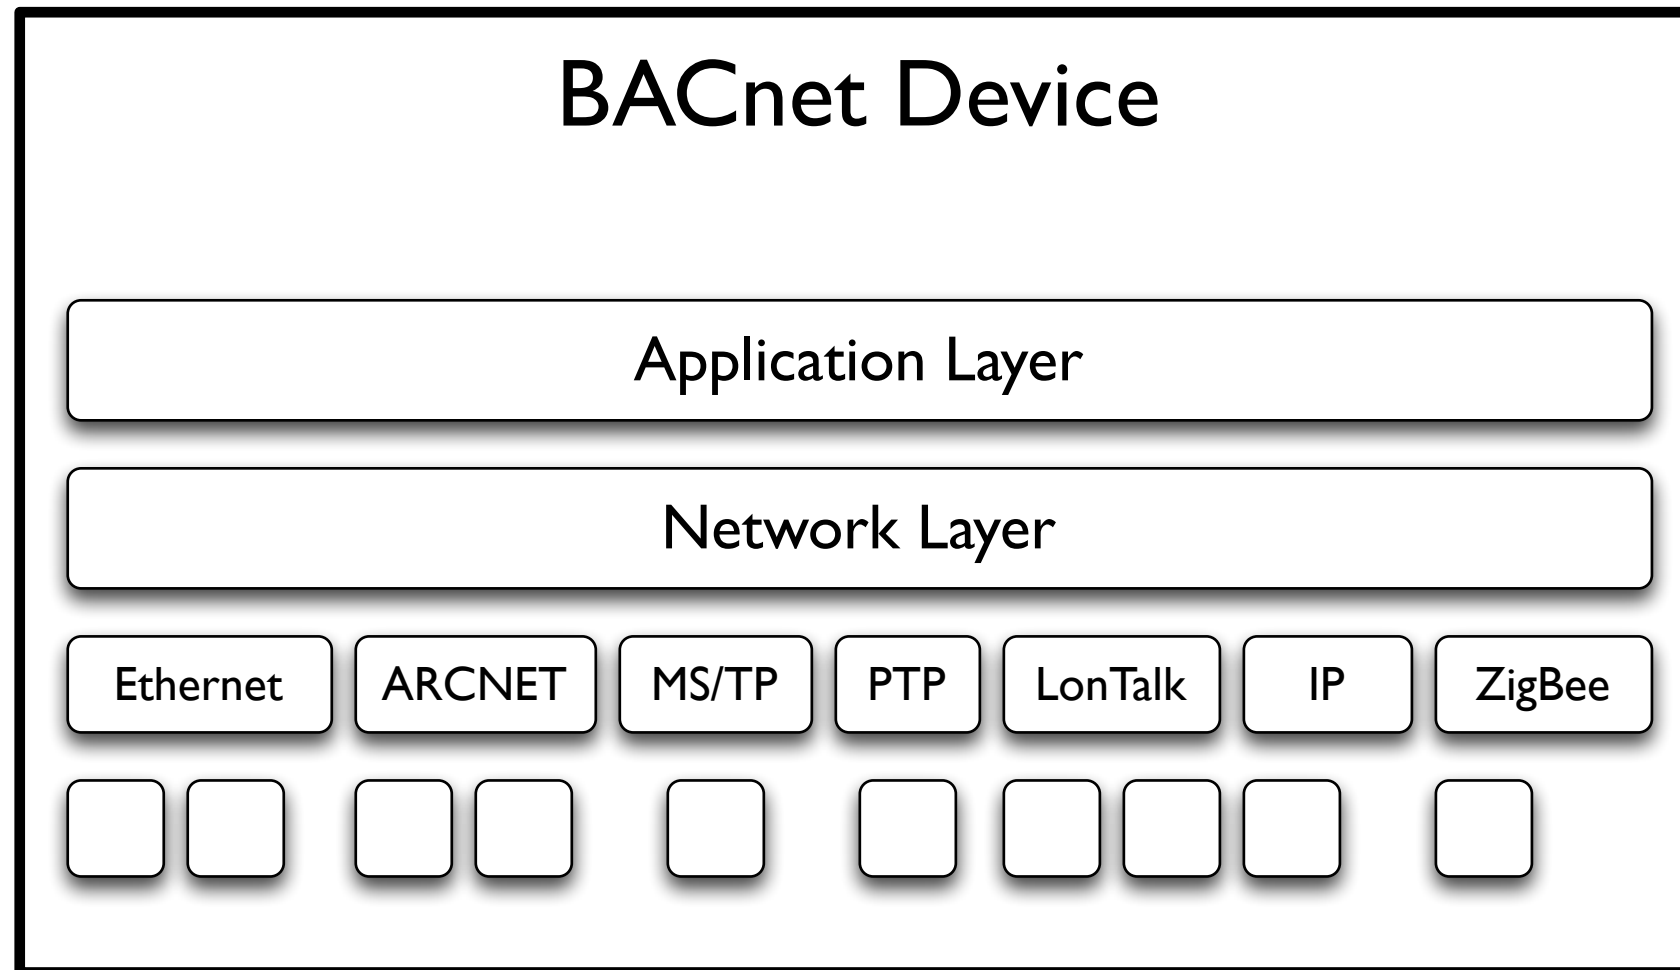 BACnet Device
Application Layer
Network Layer
Ethernet ARCNET MS/TP PTP LonTalk IP ZigBee